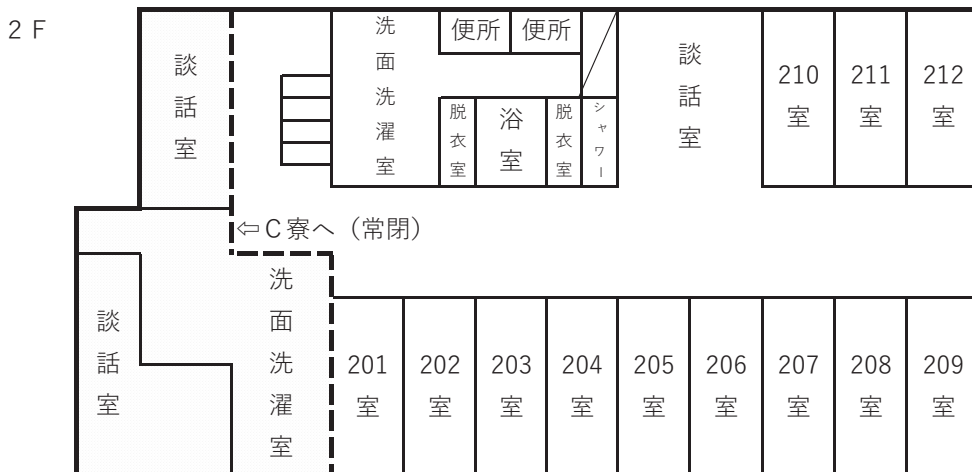 ２Ｆ
談話室
洗面洗濯室
便所
便所
脱衣室
浴室
脱衣室
シャワー
談話室
210室
211室
212室
⇦Ｃ寮へ（常閉）
談話室
洗面洗濯室
201室
202室
203室
204室
205室
206室
207室
208室
209室